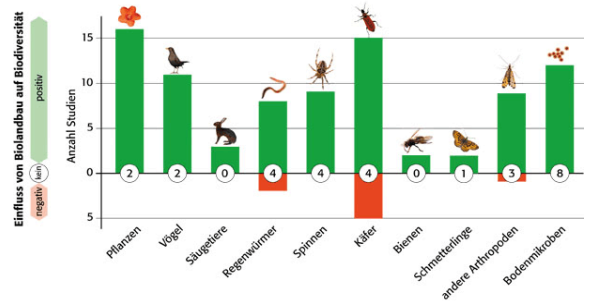 Einfluss von Biolandbau auf Biodiversität
positiv
kein
negativ
Anzahl Studien
15
10
5
0
5
2
2
0
4
4
4
0
1
3
8
Pflanzen
Vögel
Säugetiere
Regenwürmer
Spinnen
Käfer
Bienen
Schmetterlinge
andere Arthropoden
Bodenmikroben